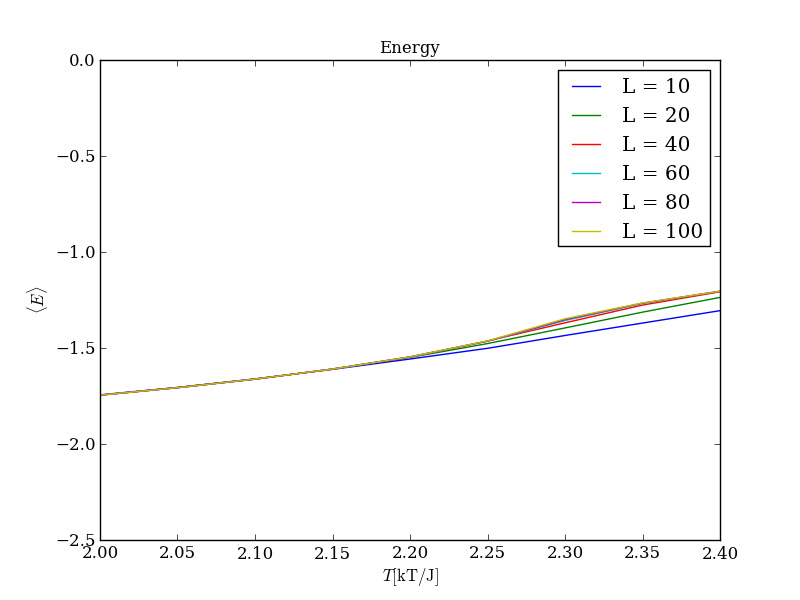 Energy
0.0
−0.5
−1.0
−1.5
−2.0
−2.5
⟨E⟩
L = 10
L = 20
L = 40
L = 60
L = 80
L = 100
2.00 2.05 2.10 2.15 2.20 2.25 2.30 2.35 2.40
T[kT/J]